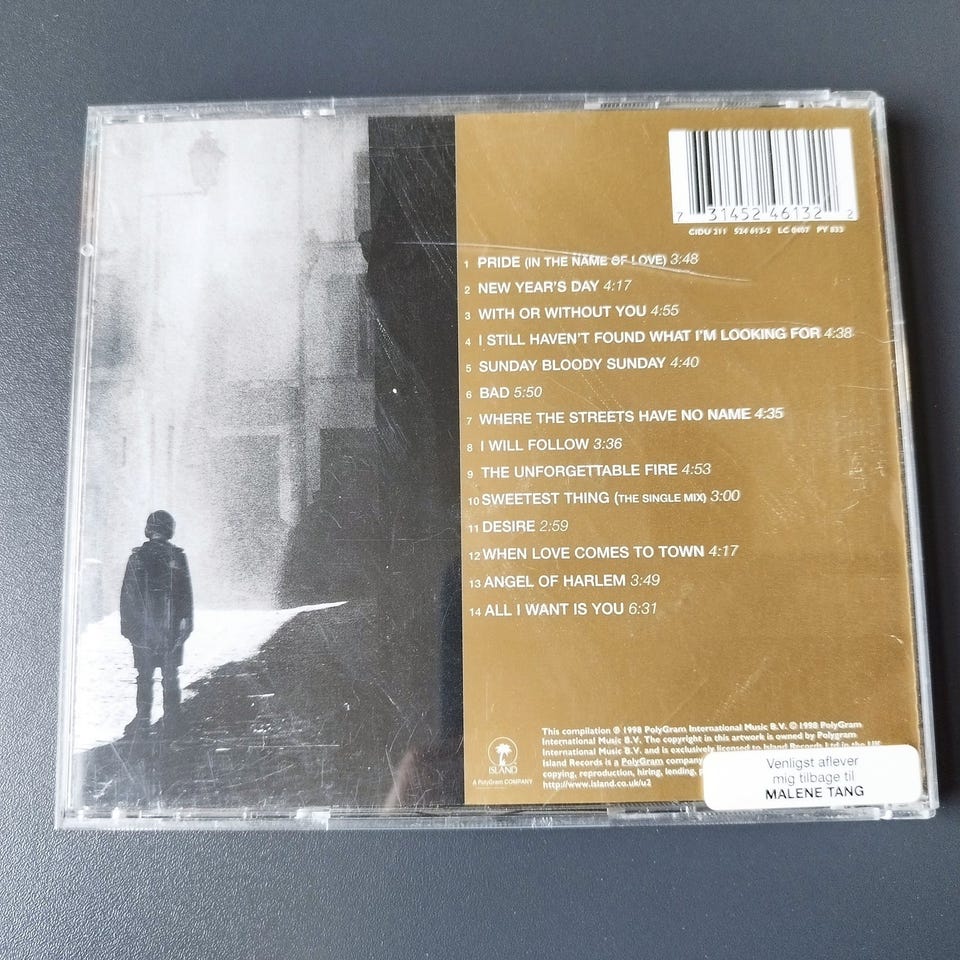 7 31452 46132 2
CIDU 211 524 613-2 LC 0407 PY 833
1 PRIDE (IN THE NAME OF LOVE) 3:48
2 NEW YEAR'S DAY 4:17
3 WITH OR WITHOUT YOU 4:55
4 I STILL HAVEN'T FOUND WHAT I'M LOOKING FOR 4:38
5 SUNDAY BLOODY SUNDAY 4:40
6 BAD 5:50
7 WHERE THE STREETS HAVE NO NAME 4:35
8 I WILL FOLLOW 3:36
9 THE UNFORGETTABLE FIRE 4:53
10 SWEETEST THING (THE SINGLE MIX) 3:00
11 DESIRE 2:59
12 WHEN LOVE COMES TO TOWN 4:17
13 ANGEL OF HARLEM 3:49
14 ALL I WANT IS YOU 6:31
This compilation ℗ 1998 PolyGram International Music B.V. © 1998 PolyGram
International Music B.V. The copyright in this artwork is owned by Polygram
International Music B.V. and is exclusively licensed to Island Records Ltd in the UK.
Island Records is a PolyGram company
copying, reproduction, hiring, lending,
http://www.island.co.uk/u2
ISLAND
A PolyGram COMPANY
Venligst aflever
mig tilbage til
MALENE TANG